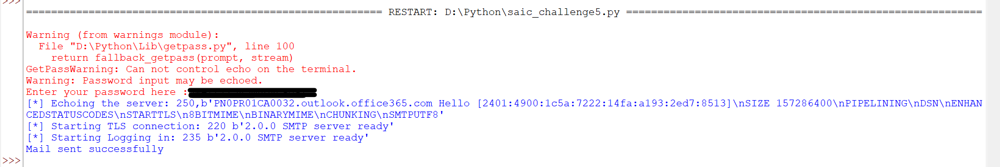 >>>
========================================================= RESTART: D:\Python\saic_challenge5.py =========================================================
Warning (from warnings module):
  File "D:\Python\Lib\getpass.py", line 100
    return fallback_getpass(prompt, stream)
GetPassWarning: Can not control echo on the terminal.
Warning: Password input may be echoed.
Enter your password here :
[*] Echoing the server: 250,b'PN0PR01CA0032.outlook.office365.com Hello [2401:4900:1c5a:7222:14fa:a193:2ed7:8513]\nSIZE 157286400\nPIPELINING\nDSN\nENHAN
CEDSTATUSCODES\nSTARTTLS\n8BITMIME\nBINARYMIME\nCHUNKING\nSMTPUTF8'
[*] Starting TLS connection: 220 b'2.0.0 SMTP server ready'
[*] Starting Logging in: 235 b'2.0.0 SMTP server ready'
Mail sent successfully
>>>